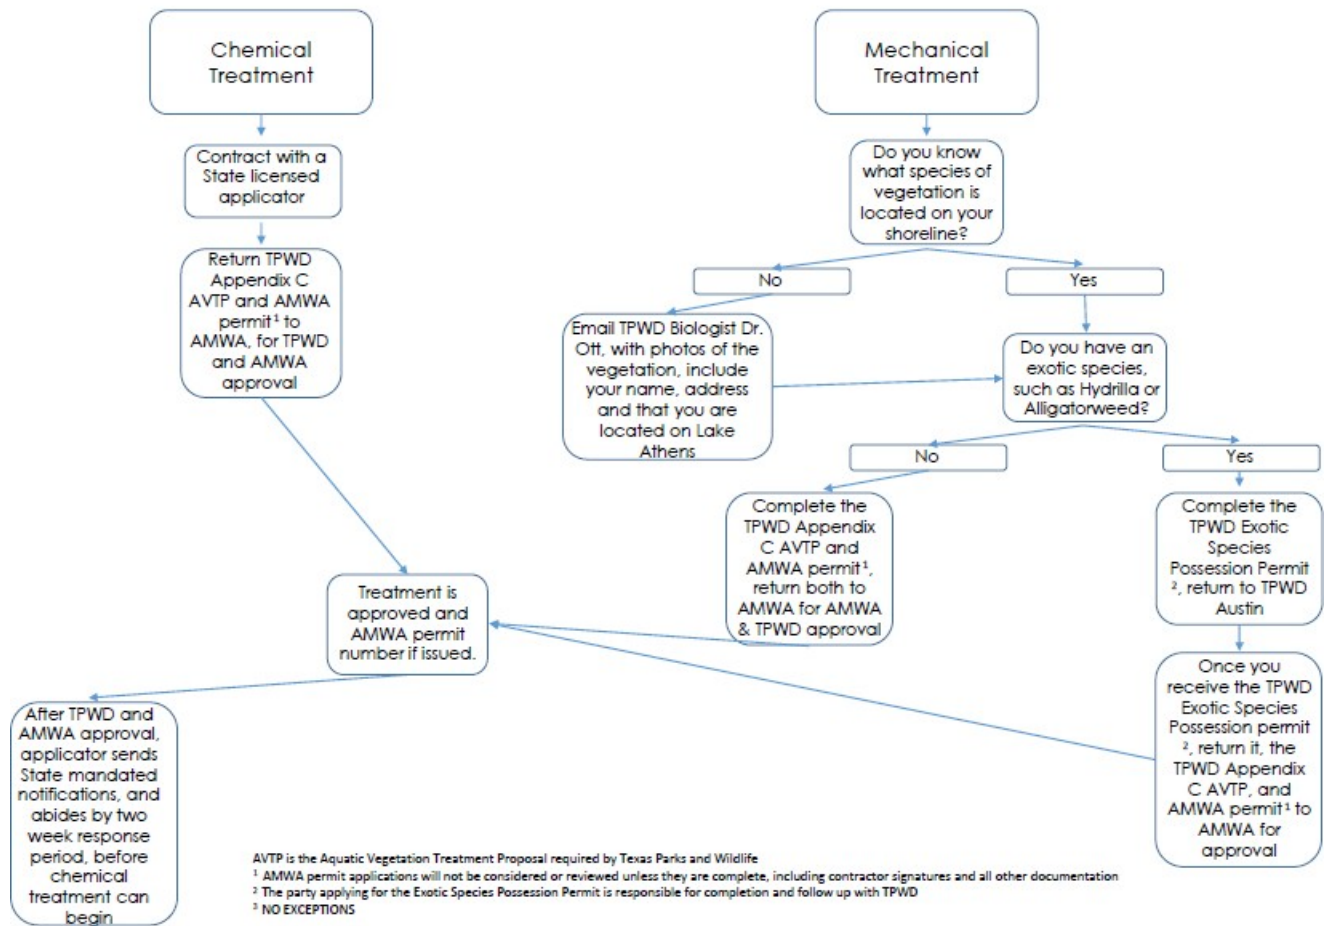 Chemical
Treatment
Contract with a
State licensed
applicator
Return TPWD
Appendix C
AVTP and AMWA
permit¹ to
AMWA, for TPWD
and AMWA
approval
Mechanical
Treatment
Do you know
what species of
vegetation is
located on your
shoreline?
No
Yes
Email TPWD Biologist Dr.
Ott, with photos of the
vegetation, include
your name, address
and that you are
located on Lake
Athens
Do you have an
exotic species,
such as Hydrilla or
Alligatorweed?
No
Yes
Complete the
TPWD Appendix
C AVTP and
AMWA permit¹,
return both to
AMWA for AMWA
& TPWD approval
Complete the
TPWD Exotic
Species
Possession Permit
², return to TPWD
Austin
Treatment is
approved and
AMWA permit
number if issued.
Once you
receive the TPWD
Exotic Species
Possession permit
², return it, the
TPWD Appendix
C AVTP, and
AMWA permit¹ to
AMWA for
approval
After TPWD and
AMWA approval,
applicator sends
State mandated
notifications, and
abides by two
week response
period, before
chemical
treatment can
begin
AVTP is the Aquatic Vegetation Treatment Proposal required by Texas Parks and Wildlife
¹ AMWA permit applications will not be considered or reviewed unless they are complete, including contractor signatures and all other documentation
² The party applying for the Exotic Species Possession Permit is responsible for completion and follow up with TPWD
³ NO EXCEPTIONS